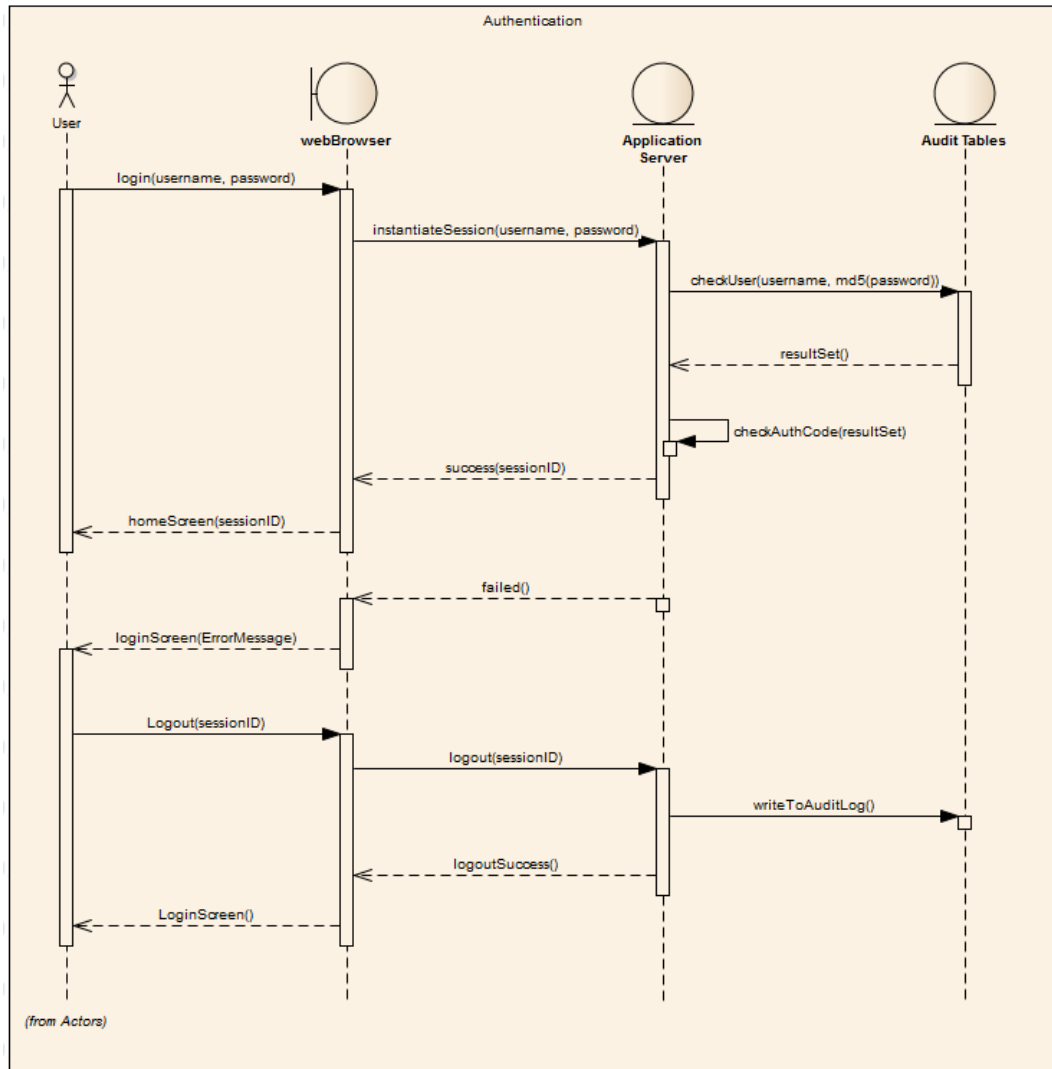 Authentication
User
webBrowser
Application
Server
Audit Tables
login(username, password)
instantiateSession(username, password)
checkUser(username, md5(password))
resultSet()
checkAuthCode(resultSet)
success(sessionID)
homeScreen(sessionID)
failed()
loginScreen(ErrorMessage)
Logout(sessionID)
logout(sessionID)
writeToAuditLog()
logoutSuccess()
LoginScreen()
(from Actors)